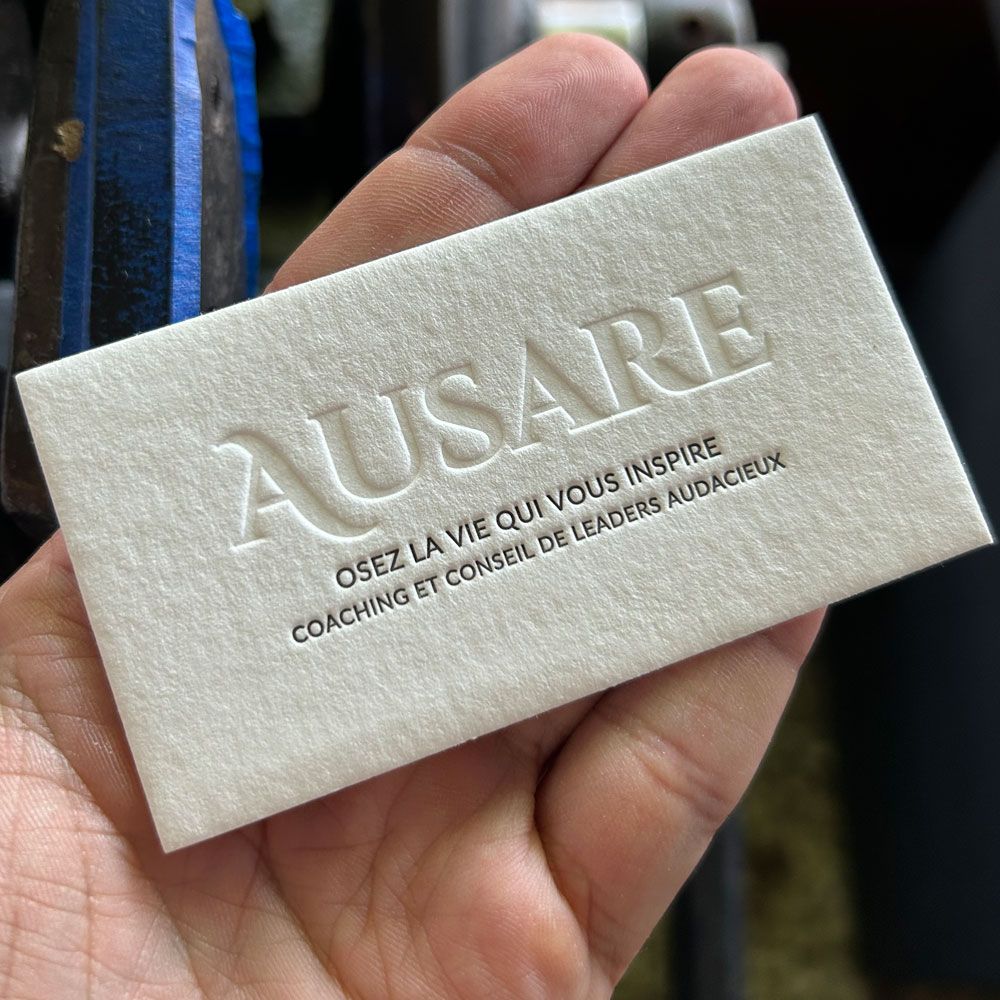 AUSARE
OSEZ LA VIE QUI VOUS INSPIRE
COACHING ET CONSEIL DE LEADERS AUDACIEUX